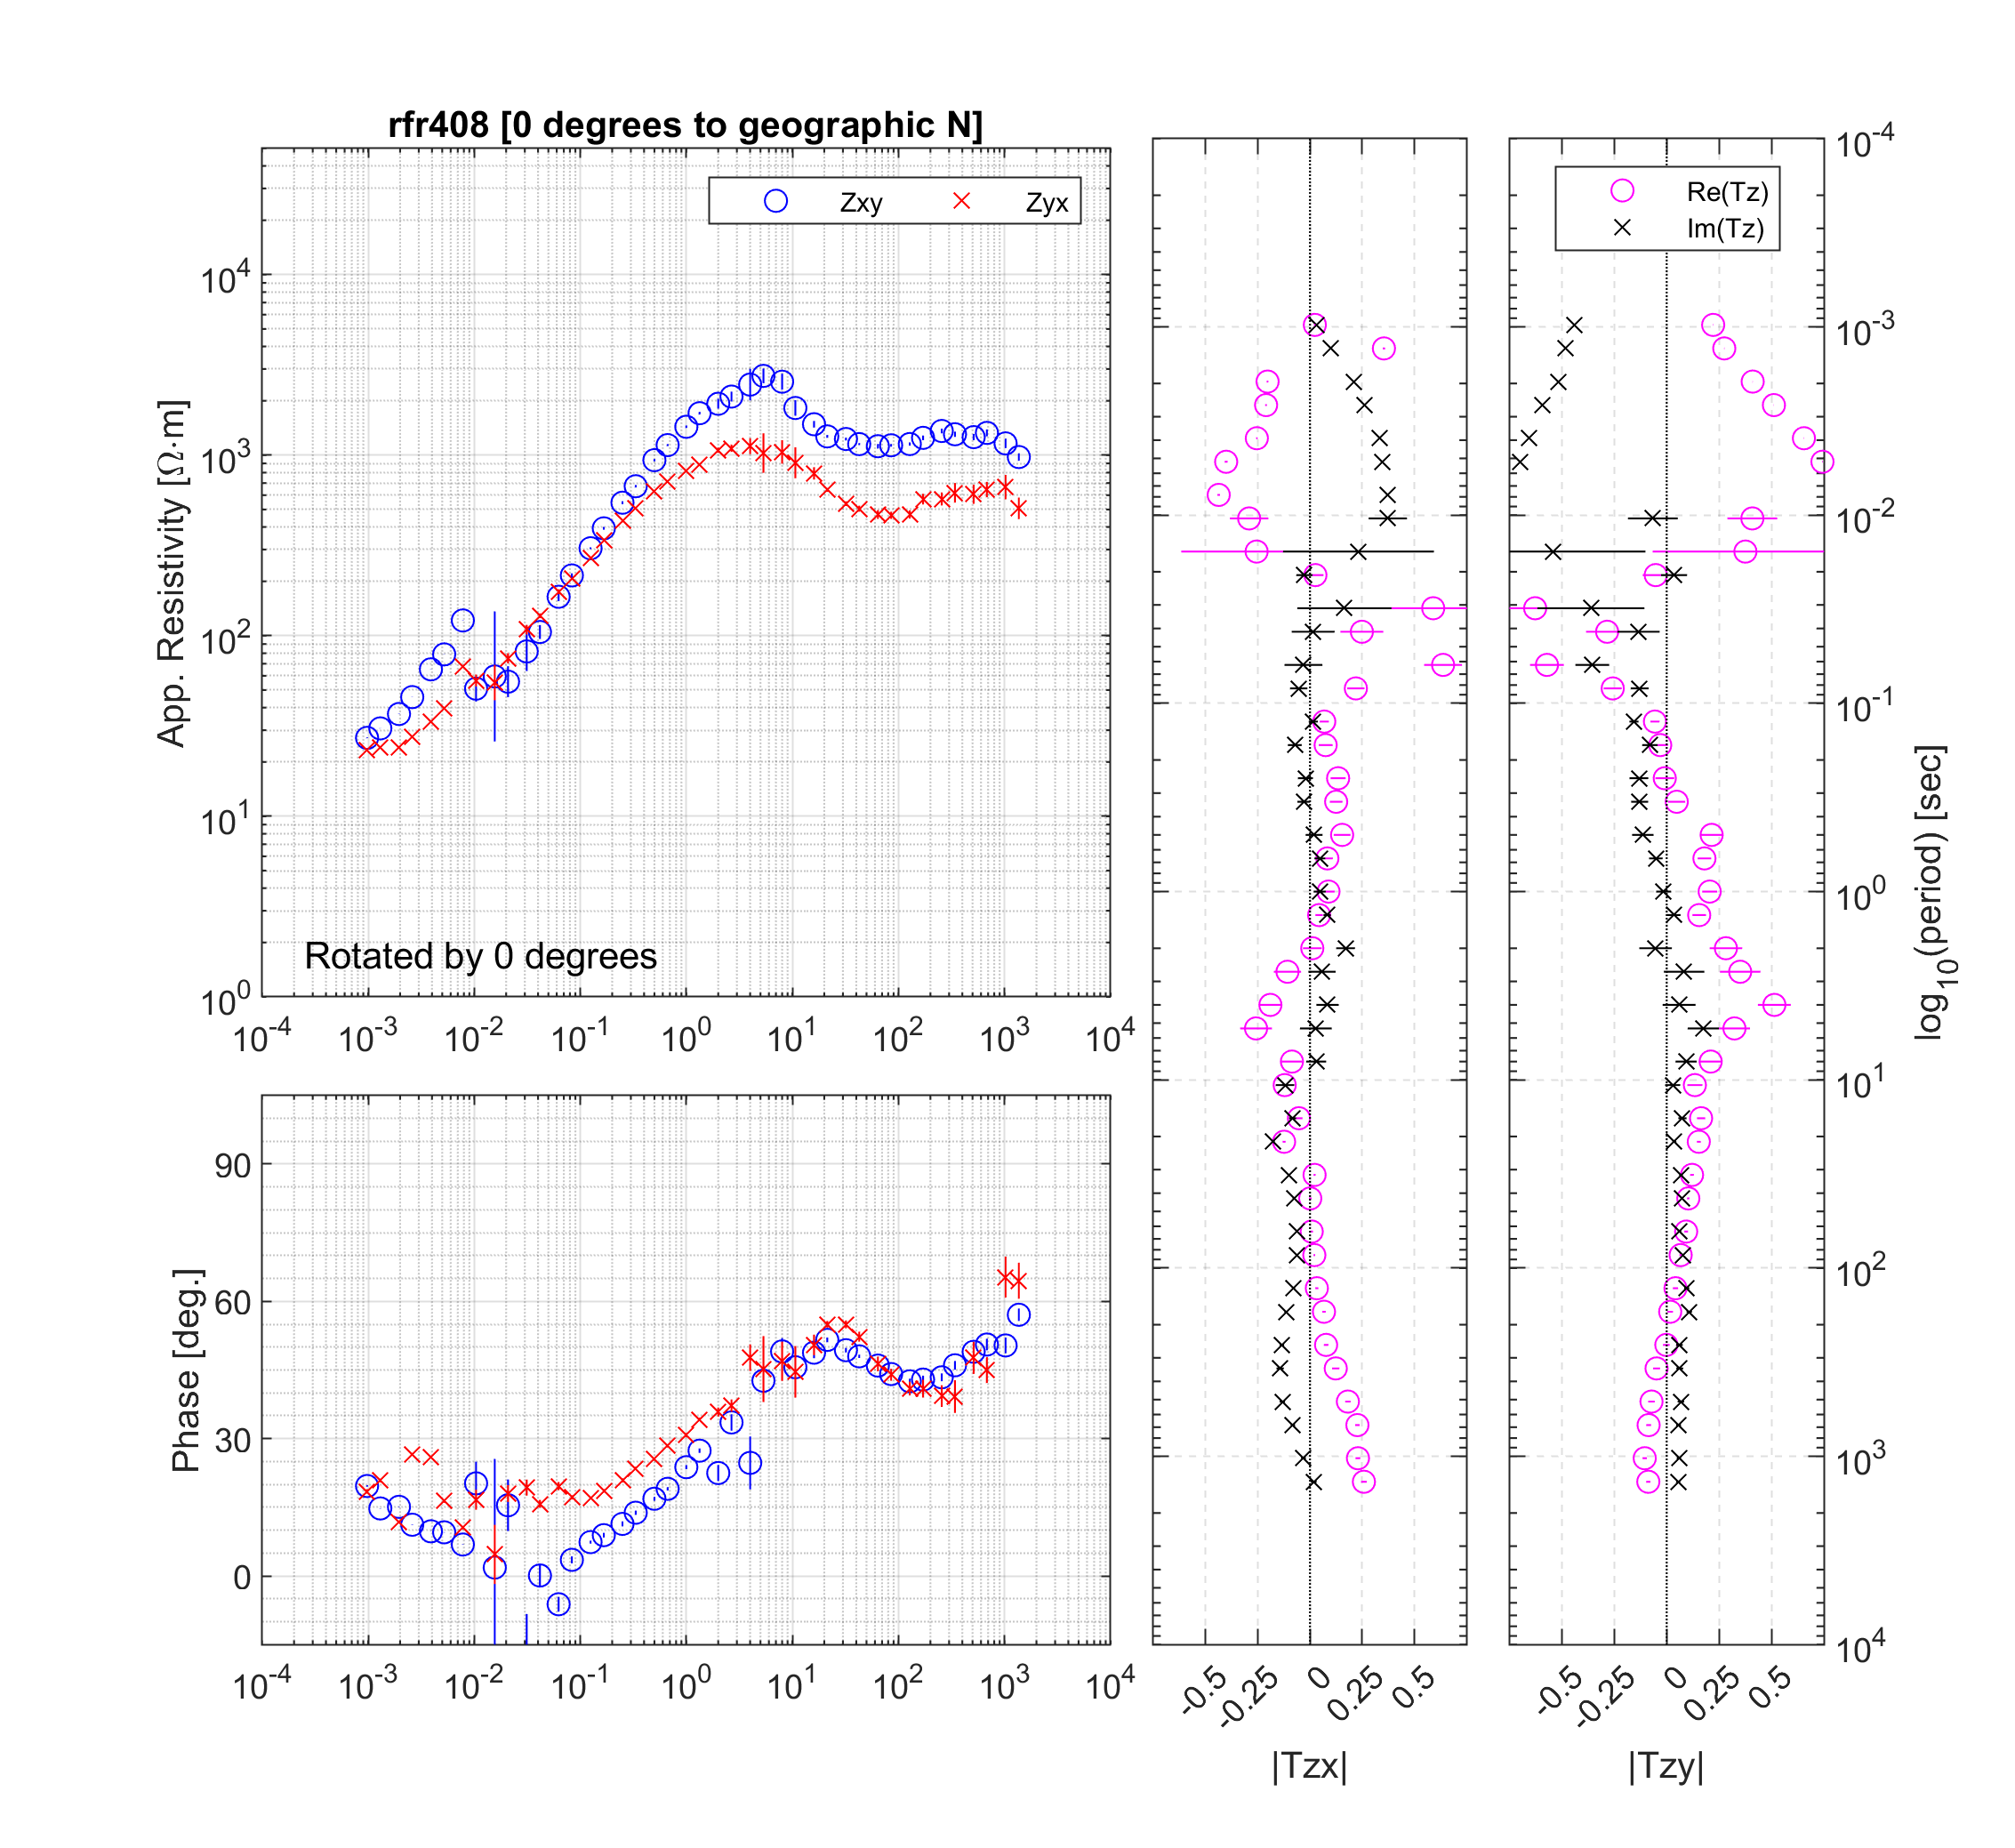 rfr408 [0 degrees to geographic N]
Zxy Zyx
App. Resistivity [Ω·m]
10^4
10^3
10^2
10^1
10^0
Rotated by 0 degrees
10^-4 10^-3 10^-2 10^-1 10^0 10^1 10^2 10^3 10^4
Phase [deg.]
90
60
30
0
10^-4 10^-3 10^-2 10^-1 10^0 10^1 10^2 10^3 10^4
-0.5 -0.25 0 0.25 0.5
|Tzx|
Re(Tz)
Im(Tz)
-0.5 -0.25 0 0.25 0.5
|Tzy|
10^-4
10^-3
10^-2
10^-1
10^0
10^1
10^2
10^3
10^4
log10(period) [sec]